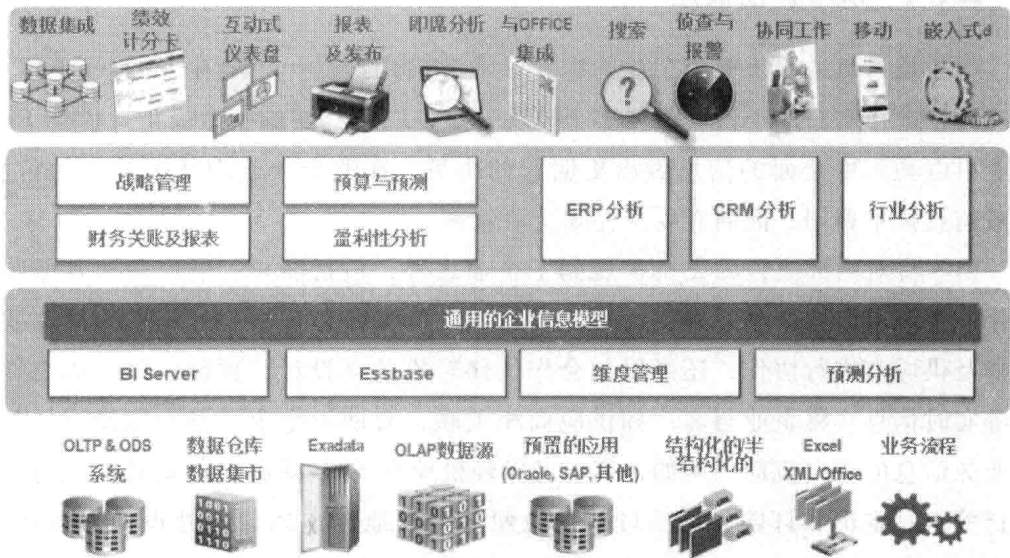 数据集成
绩效
计分卡
互动式
仪表盘
报表
及发布
即席分析
与OFFICE
集成
搜索
侦查与
报警
协同工作
移动
嵌入式d
战略管理
预算与预测
财务关账及报表
盈利性分析
ERP分析
CRM分析
行业分析
通用的企业信息模型
BI Server
Essbase
维度管理
预测分析
OLTP & ODS
系统
数据仓库
数据集市
Exadata
OLAP数据源
预置的应用
(Oracle, SAP, 其他)
结构化的/半
结构化的
Excel
XML/Office
业务流程